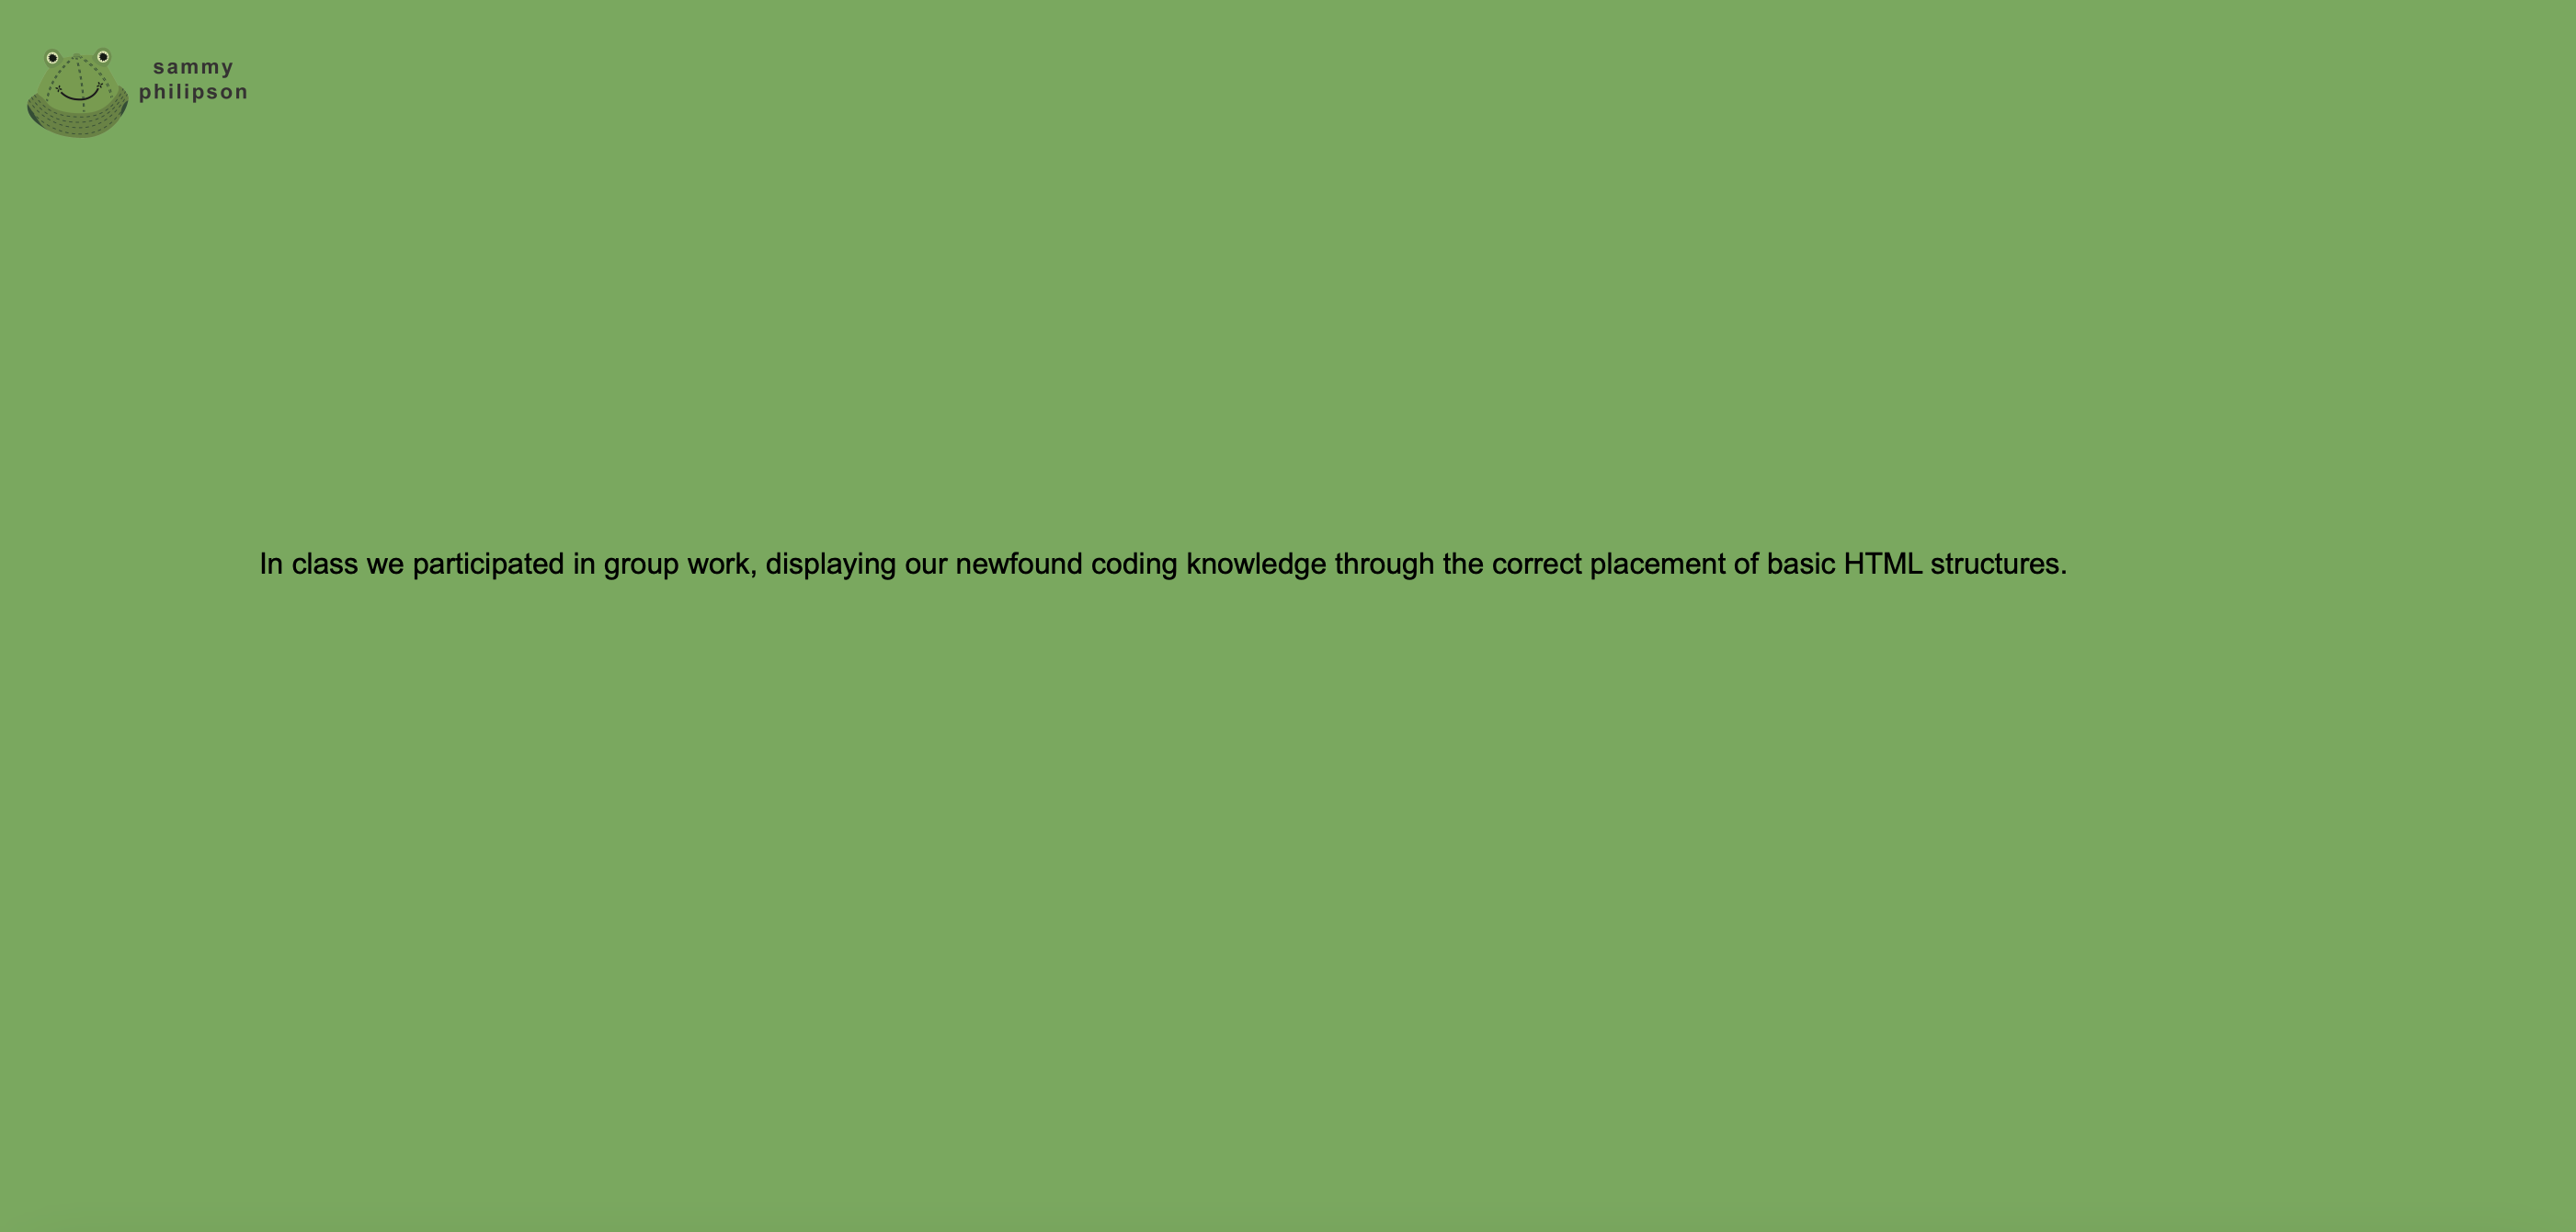 sammy
philipson
In class we participated in group work, displaying our newfound coding knowledge through the correct placement of basic HTML structures.